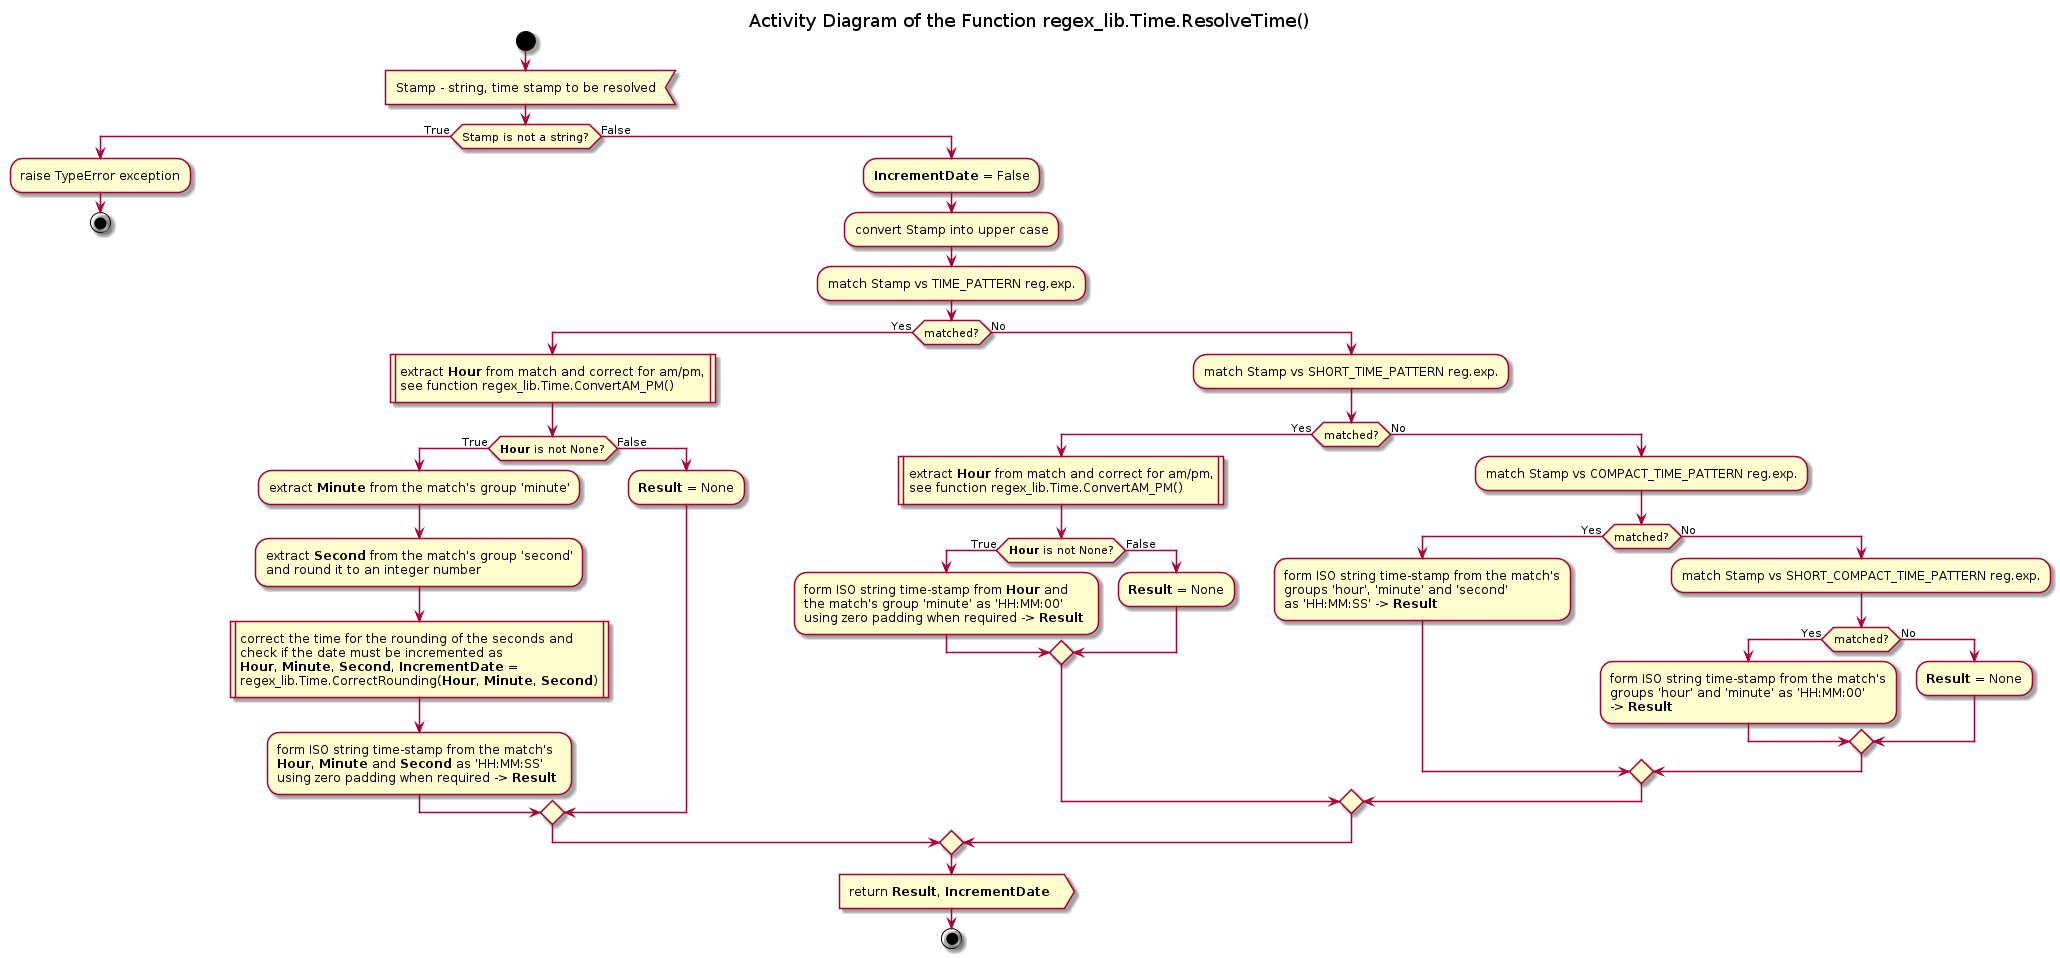 Activity Diagram of the Function regex_lib.Time.ResolveTime()
Stamp - string, time stamp to be resolved
True
Stamp is not a string?
False
raise TypeError exception
IncrementDate = False
convert Stamp into upper case
match Stamp vs TIME_PATTERN reg.exp.
Yes
matched?
No
extract Hour from match and correct for am/pm,
see function regex_lib.Time.ConvertAM_PM()
True
Hour is not None?
False
extract Minute from the match's group 'minute'
extract Second from the match's group 'second'
and round it to an integer number
correct the time for the rounding of the seconds and
check if the date must be incremented as
Hour, Minute, Second, IncrementDate =
regex_lib.Time.CorrectRounding(Hour, Minute, Second)
form ISO string time-stamp from the match's
Hour, Minute and Second as 'HH:MM:SS'
using zero padding when required -> Result
Result = None
match Stamp vs SHORT_TIME_PATTERN reg.exp.
Yes
matched?
No
extract Hour from match and correct for am/pm,
see function regex_lib.Time.ConvertAM_PM()
True
Hour is not None?
False
form ISO string time-stamp from Hour and
the match's group 'minute' as 'HH:MM:00'
using zero padding when required -> Result
Result = None
match Stamp vs COMPACT_TIME_PATTERN reg.exp.
Yes
matched?
No
form ISO string time-stamp from the match's
groups 'hour', 'minute' and 'second'
as 'HH:MM:SS' -> Result
match Stamp vs SHORT_COMPACT_TIME_PATTERN reg.exp.
Yes
matched?
No
form ISO string time-stamp from the match's
groups 'hour' and 'minute' as 'HH:MM:00'
-> Result
Result = None
return Result, IncrementDate